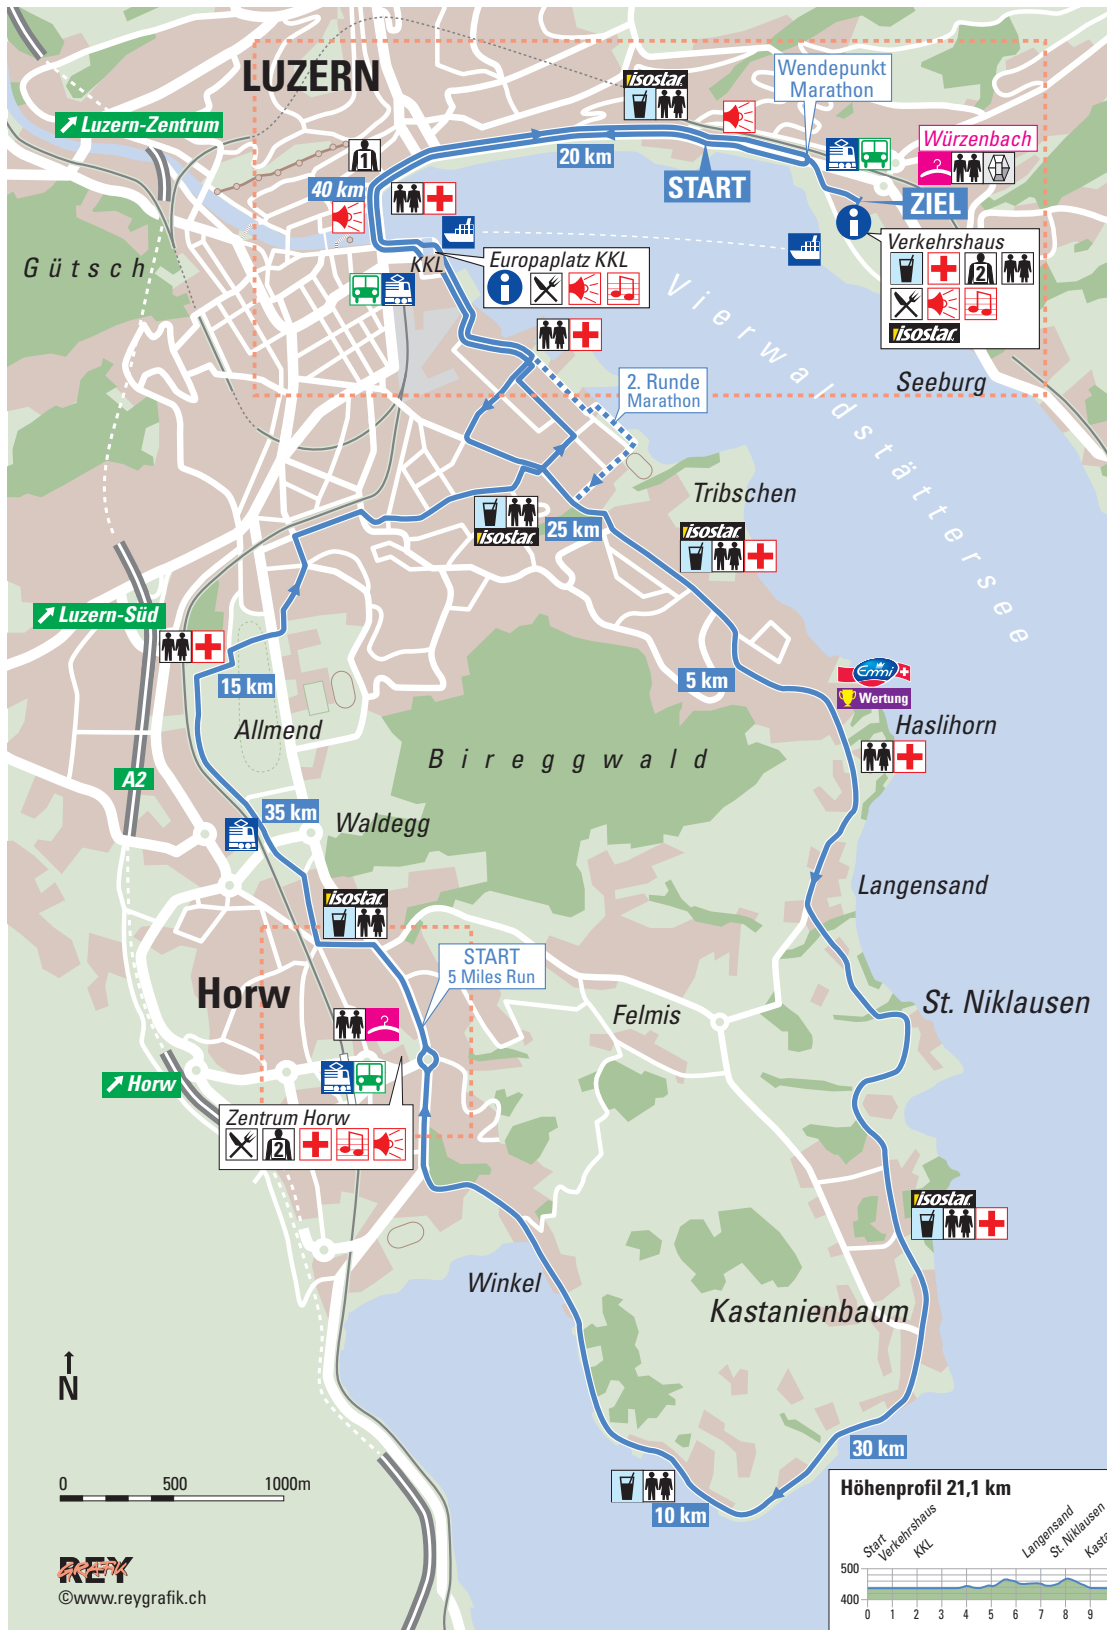 LUZERN
Luzern-Zentrum
isostar
Wendepunkt
Marathon
Würzenbach
1
20 km
40 km
START
ZIEL
Verkehrshaus
2
isostar
Gütsch
KKL
Europaplatz KKL
Vierwaldstättersee
Seeburg
2. Runde
Marathon
Tribschen
isostar
25 km
isostar
Luzern-Süd
15 km
5 km
Emmi
Wertung
Haslihorn
Allmend
Bireggwald
A2
35 km
Waldegg
Langensand
isostar
START
5 Miles Run
Horw
Felmis
St. Niklausen
Horw
Zentrum Horw
2
isostar
Winkel
Kastanienbaum
N
30 km
10 km
0 500 1000m
Höhenprofil 21,1 km
Start
Verkehrshaus
KKL
Langensand
St. Niklausen
500
400
0 1 2 3 4 5 6 7 8 9
REY
GRAFIK
©www.reygrafik.ch